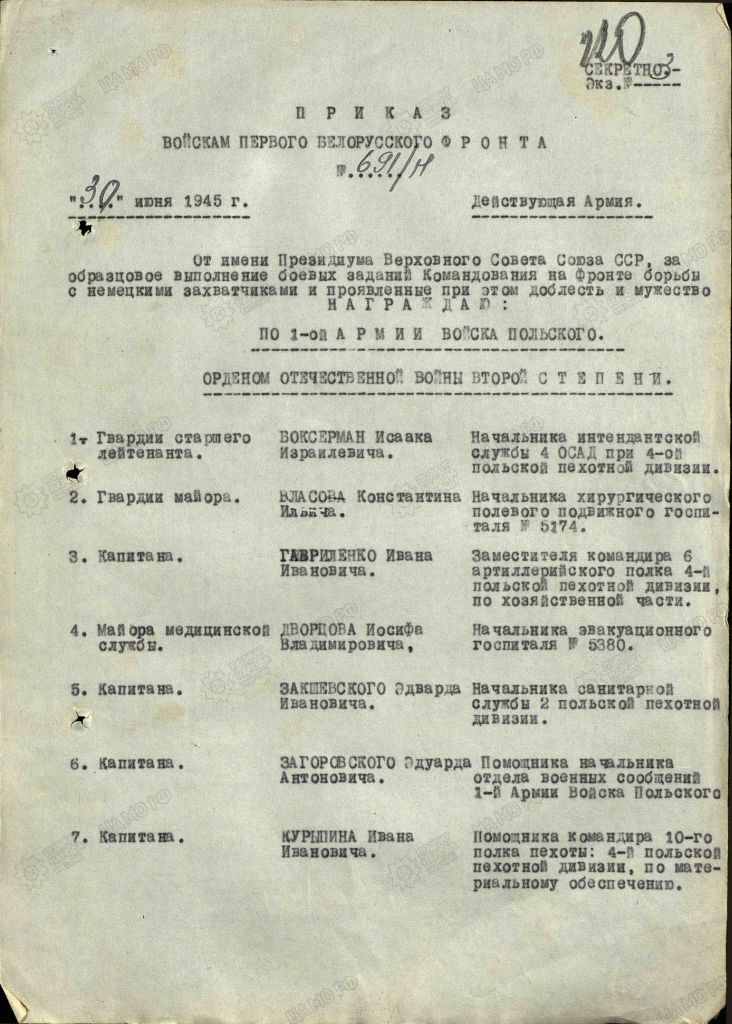 110
СЕКРЕТНО.-
Экз.№ 3
П Р И К А З
ВОЙСКАМ ПЕРВОГО БЕЛОРУССКОГО Ф Р О Н Т А
№. 691/н
"30" июня 1945 г. Действующая Армия.
От имени Президиума Верховного Совета Союза ССР, за
образцовое выполнение боевых заданий Командования на Фронте борьбы
с немецкими захватчиками и проявленные при этом доблесть и мужество
Н А Г Р А Ж Д А Ю :
ПО 1-ой А Р М И И ВОЙСКА ПОЛЬСКОГО.
ОРДЕНОМ ОТЕЧЕСТВЕННОЙ ВОЙНЫ ВТОРОЙ С Т Е П Е Н И.
1. Гвардии старшего БОКСЕРМАН Исаака Начальника интендантской
лейтенанта. Израилевича. службы 4 ОСАД при 4-ой
польской пехотной дивизии.
2. Гвардии майора. ВЛАСОВА Константина Начальника хирургического
Ильича. полевого подвижного госпи-
таля № 5174.
3. Капитана. ГАВРИЛЕНКО Ивана Заместителя командира 6
Ивановича. артиллерийского полка 4-й
польской пехотной дивизии,
по хозяйственной части.
4. Майора медицинской ДВОРЦОВА Иосифа Начальника эвакуационного
службы. Владимировича, госпиталя № 5380.
5. Капитана. ЗАКШЕВСКОГО Эдварда Начальника санитарной
Ивановича. службы 2 польской пехотной
дивизии.
6. Капитана. ЗАГОРОВСКОГО Эдуарда Помощника начальника
Антоновича. отдела военных сообщений
1-й Армии Войска Польского
7. Капитана. КУРЫПИНА Ивана Помощника командира 10-го
Ивановича. полка пехоты: 4-й польской
пехотной дивизии, по мате-
риальному обеспечению.